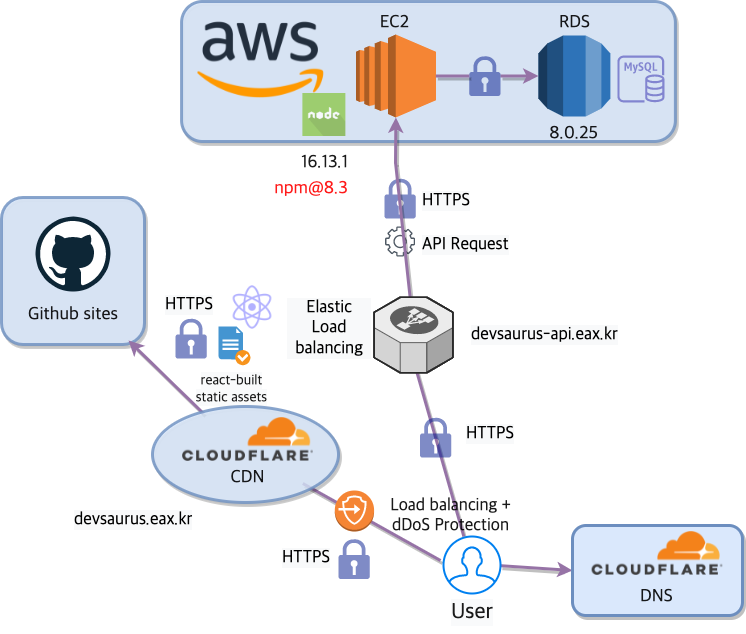 aws
EC2
RDS
MySQL
node
8.0.25
16.13.1
npm@8.3
HTTPS
API Request
Github sites
HTTPS
Elastic
Load
balancing
devsaurus-api.eax.kr
react-built
static assets
HTTPS
CLOUDFLARE
CDN
Load balancing +
dDoS Protection
devsaurus.eax.kr
HTTPS
CLOUDFLARE
DNS
User